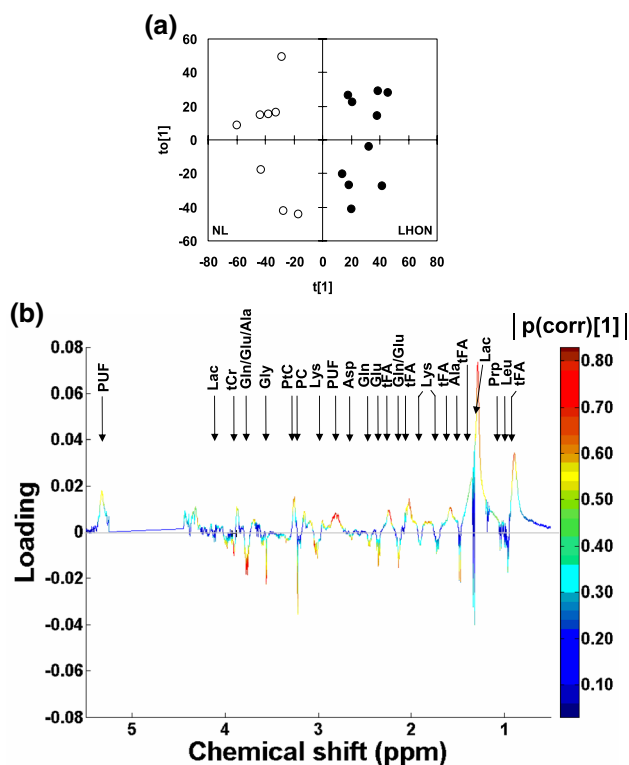 (a)
60
40
20
0
-20
-40
-60
to[1]
NL
LHON
-80 -60 -40 -20 0 20 40 60 80
t[1]
(b)
| p(corr)[1] |
PUF
Lac
tCr
Gln/Glu/Ala
Gly
PtC
PC
Lys
PUF
Asp
Gln
Glu
tFA
Gln/Glu
tFA
Lys
tFA
Ala
tFA
Lac
Prp
Leu
tFA
0.08
0.06
0.04
0.02
0
-0.02
-0.04
-0.06
-0.08
Loading
5 4 3 2 1
Chemical shift (ppm)
0.80
0.70
0.60
0.50
0.40
0.30
0.20
0.10